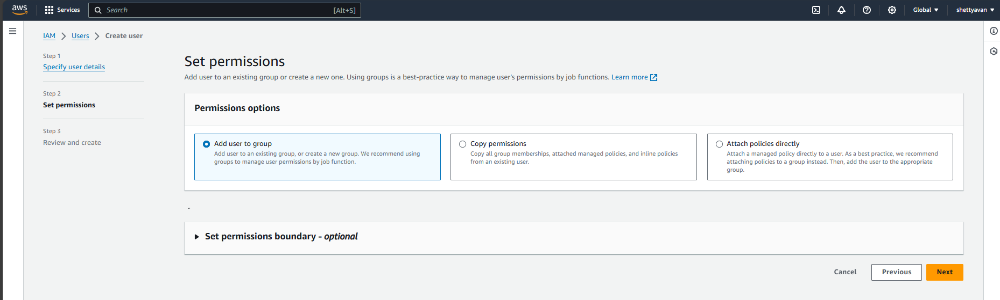 aws
Services
Search
[Alt+S]
Global
shettyavan
IAM
Users
Create user
Step 1
Specify user details
Step 2
Set permissions
Step 3
Review and create
Set permissions
Add user to an existing group or create a new one. Using groups is a best-practice way to manage user's permissions by job functions. Learn more
Permissions options
Add user to group
Add user to an existing group, or create a new group. We recommend using
groups to manage user permissions by job function.
Copy permissions
Copy all group memberships, attached managed policies, and inline policies
from an existing user.
Attach policies directly
Attach a managed policy directly to a user. As a best practice, we recommend
attaching policies to a group instead. Then, add the user to the appropriate
group.
-
Set permissions boundary - optional
Cancel
Previous
Next